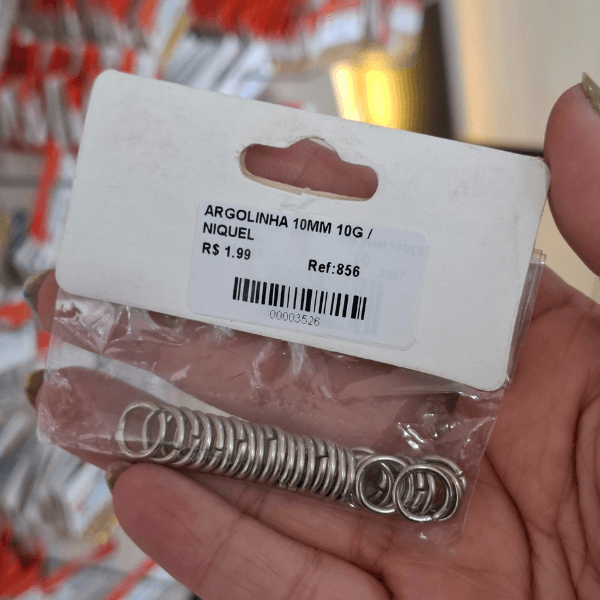 ARGOLINHA 10MM 10G /
NIQUEL
R$ 1.99
Ref:856
00003526